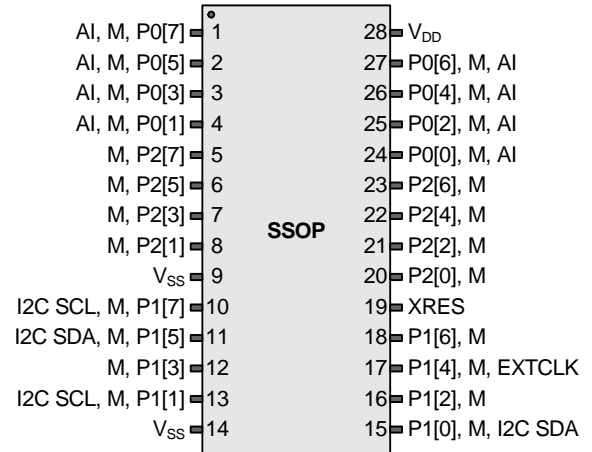 AI, M, P0[7] 1 28 VDD
AI, M, P0[5] 2 27 P0[6], M, AI
AI, M, P0[3] 3 26 P0[4], M, AI
AI, M, P0[1] 4 25 P0[2], M, AI
M, P2[7] 5 24 P0[0], M, AI
M, P2[5] 6 23 P2[6], M
M, P2[3] 7 22 P2[4], M
SSOP
M, P2[1] 8 21 P2[2], M
VSS 9 20 P2[0], M
I2C SCL, M, P1[7] 10 19 XRES
I2C SDA, M, P1[5] 11 18 P1[6], M
M, P1[3] 12 17 P1[4], M, EXTCLK
I2C SCL, M, P1[1] 13 16 P1[2], M
VSS 14 15 P1[0], M, I2C SDA